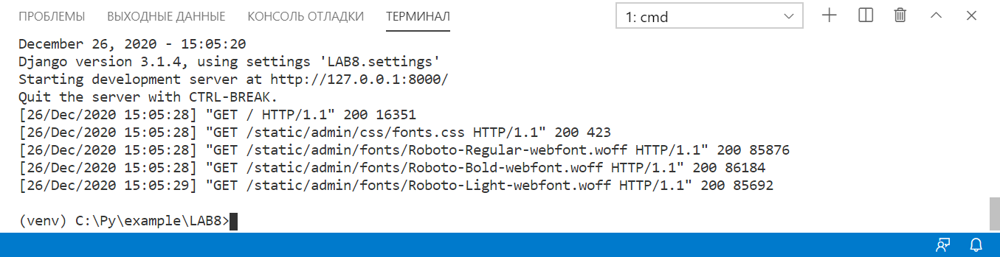 ПРОБЛЕМЫ ВЫХОДНЫЕ ДАННЫЕ КОНСОЛЬ ОТЛАДКИ ТЕРМИНАЛ 1: cmd
December 26, 2020 - 15:05:20
Django version 3.1.4, using settings 'LAB8.settings'
Starting development server at http://127.0.0.1:8000/
Quit the server with CTRL-BREAK.
[26/Dec/2020 15:05:28] "GET / HTTP/1.1" 200 16351
[26/Dec/2020 15:05:28] "GET /static/admin/css/fonts.css HTTP/1.1" 200 423
[26/Dec/2020 15:05:28] "GET /static/admin/fonts/Roboto-Regular-webfont.woff HTTP/1.1" 200 85876
[26/Dec/2020 15:05:28] "GET /static/admin/fonts/Roboto-Bold-webfont.woff HTTP/1.1" 200 86184
[26/Dec/2020 15:05:29] "GET /static/admin/fonts/Roboto-Light-webfont.woff HTTP/1.1" 200 85692
(venv) C:\Py\example\LAB8>